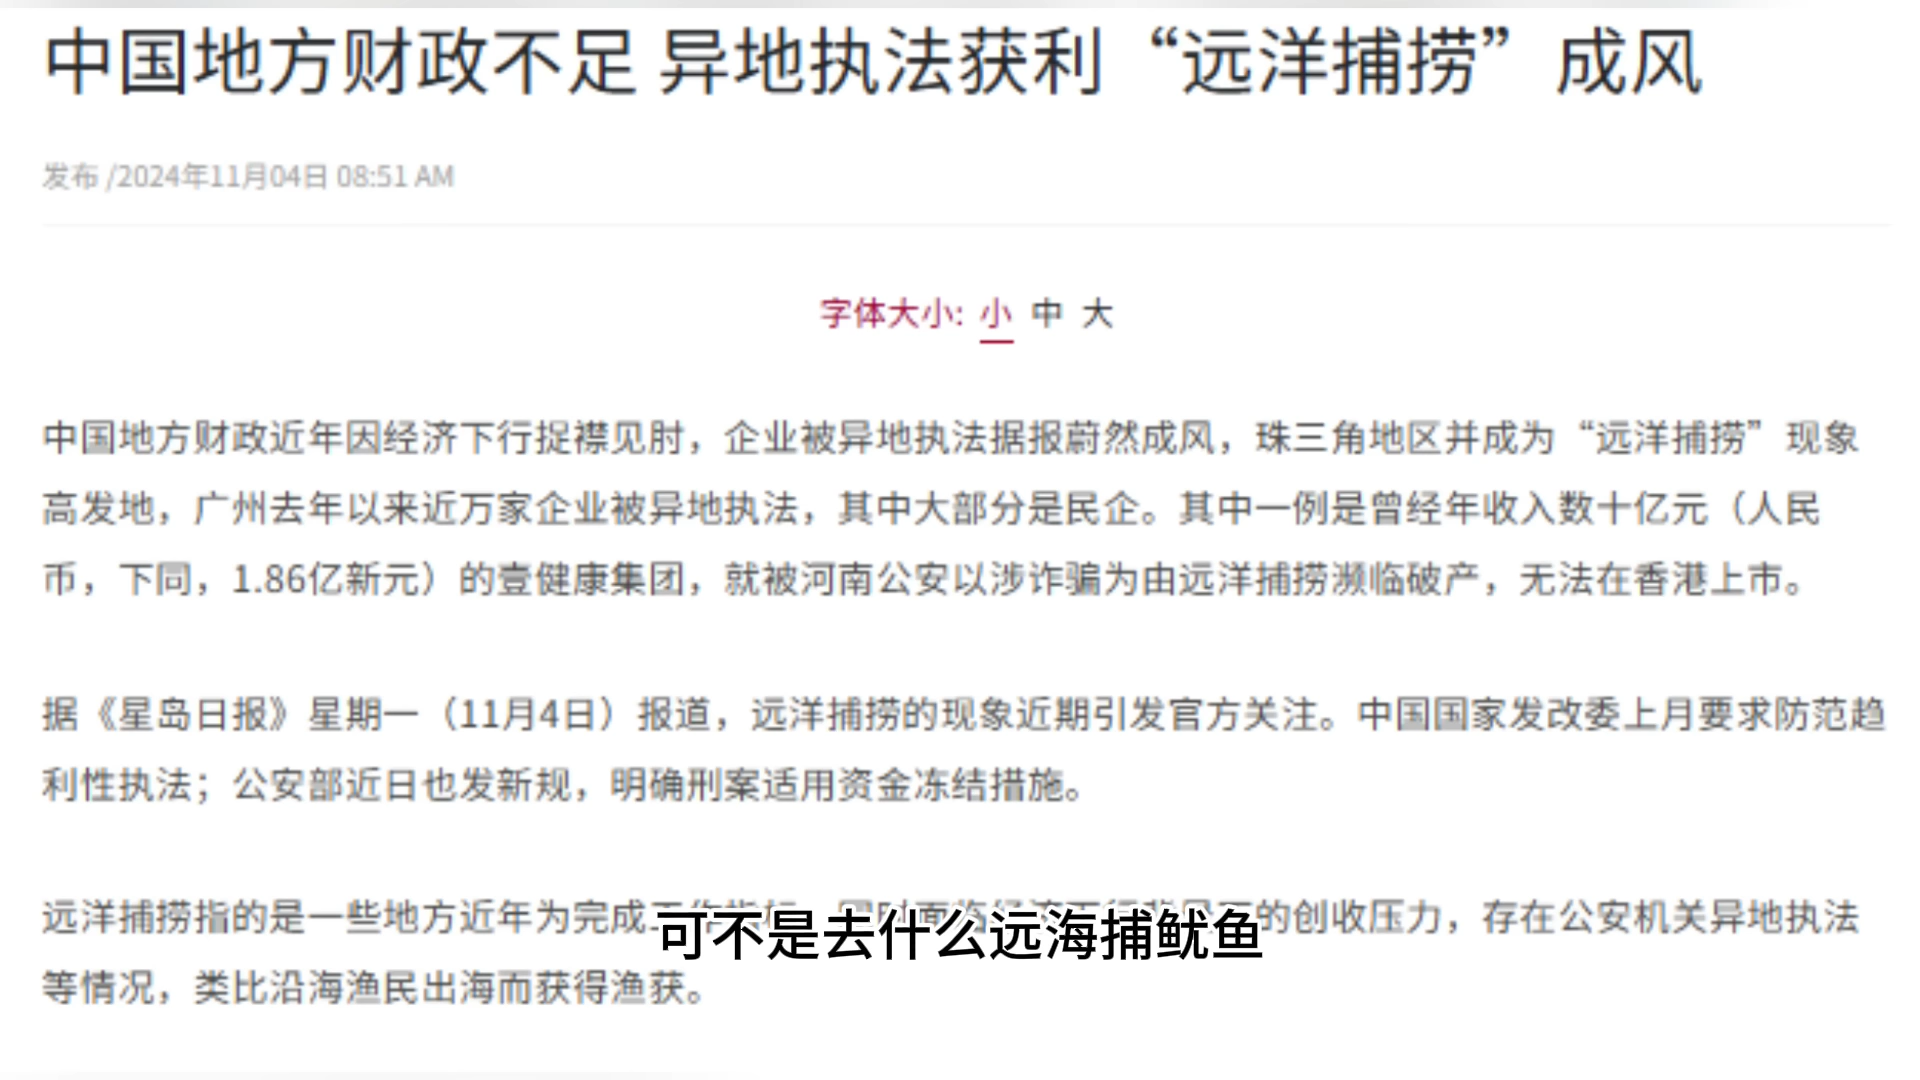 中国地方财政不足 异地执法获利“远洋捕捞”成风
发布 /2024年11月04日 08:51 AM
字体大小: 小 中 大
中国地方财政近年因经济下行捉襟见肘，企业被异地执法据报蔚然成风，珠三角地区并成为“远洋捕捞”现象
高发地，广州去年以来近万家企业被异地执法，其中大部分是民企。其中一例是曾经年收入数十亿元（人民
币，下同，1.86亿新元）的壹健康集团，就被河南公安以涉诈骗为由远洋捕捞濒临破产，无法在香港上市。
据《星岛日报》星期一（11月4日）报道，远洋捕捞的现象近期引发官方关注。中国国家发改委上月要求防范趋
利性执法；公安部近日也发新规，明确刑案适用资金冻结措施。
远洋捕捞指的是一些地方近年为完成 的创收压力，存在公安机关异地执法
可不是去什么远海捕鱿鱼
等情况，类比沿海渔民出海而获得渔获。